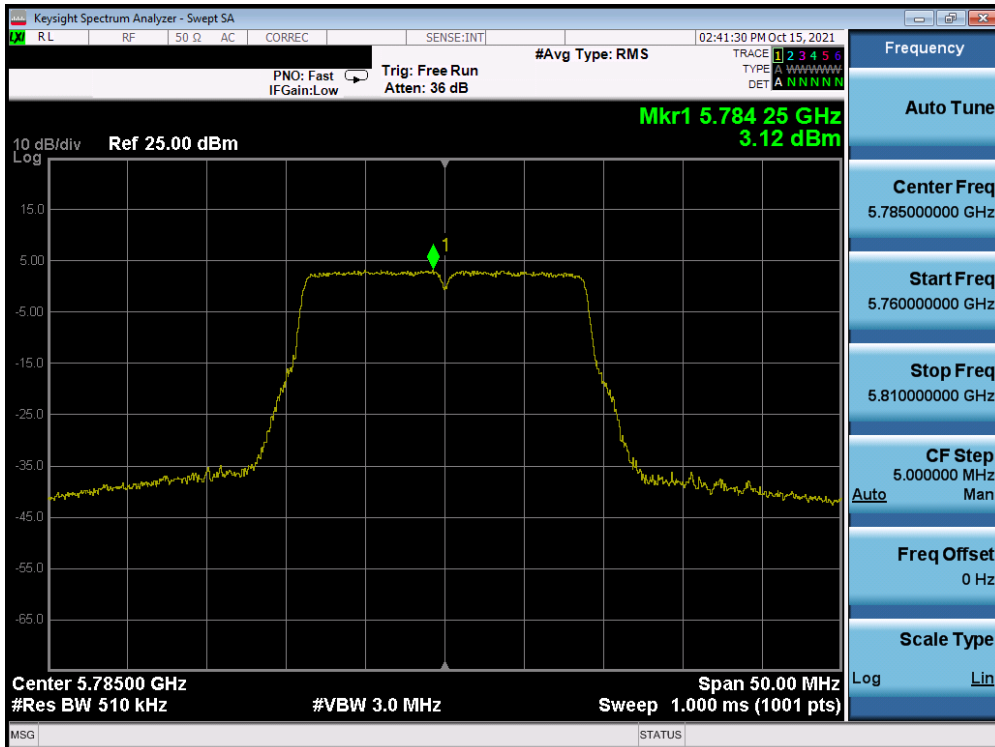 Keysight Spectrum Analyzer - Swept SA
LXI RL RF 50 Ω AC CORREC SENSE:INT 02:41:30 PM Oct 15, 2021
Frequency
#Avg Type: RMS
TRACE 1 2 3 4 5 6
PNO: Fast Trig: Free Run
TYPE A WWWWW
IFGain:Low Atten: 36 dB
DET A N N N N N
Auto Tune
Mkr1 5.784 25 GHz
3.12 dBm
10 dB/div Ref 25.00 dBm
Log
Center Freq
5.785000000 GHz
15.0
1
5.00
Start Freq
5.760000000 GHz
-5.00
-15.0
Stop Freq
5.810000000 GHz
-25.0
-35.0
CF Step
5.000000 MHz
Auto Man
-45.0
Freq Offset
0 Hz
-55.0
-65.0
Scale Type
Log Lin
Center 5.78500 GHz Span 50.00 MHz
#Res BW 510 kHz #VBW 3.0 MHz Sweep 1.000 ms (1001 pts)
MSG STATUS